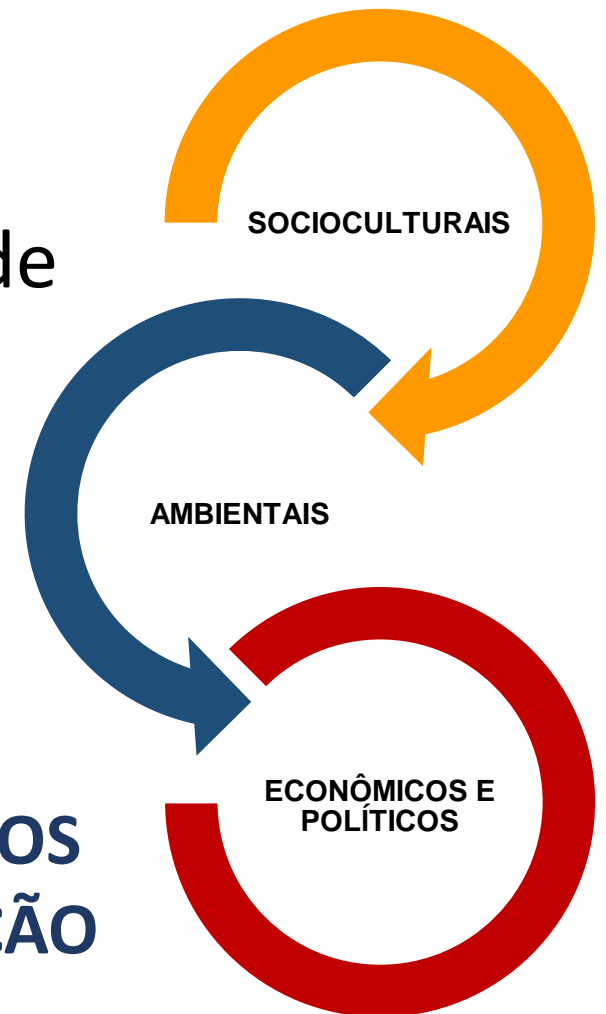 SOCIOCULTURAIS
de
AMBIENTAIS
ECONÔMICOS E
POLÍTICOS
OS
ÇÃO